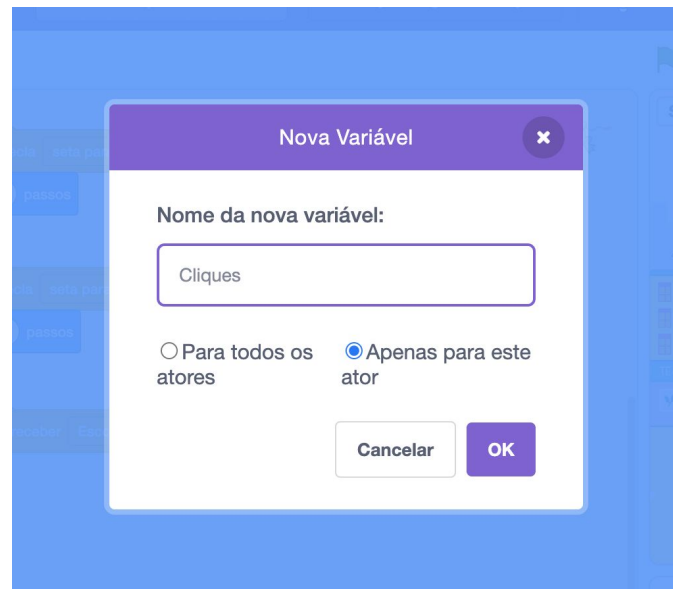 Nova Variável
passos
Nome da nova variável:
Cliques
passos
Para todos os
atores
Apenas para este
ator
Cancelar
OK